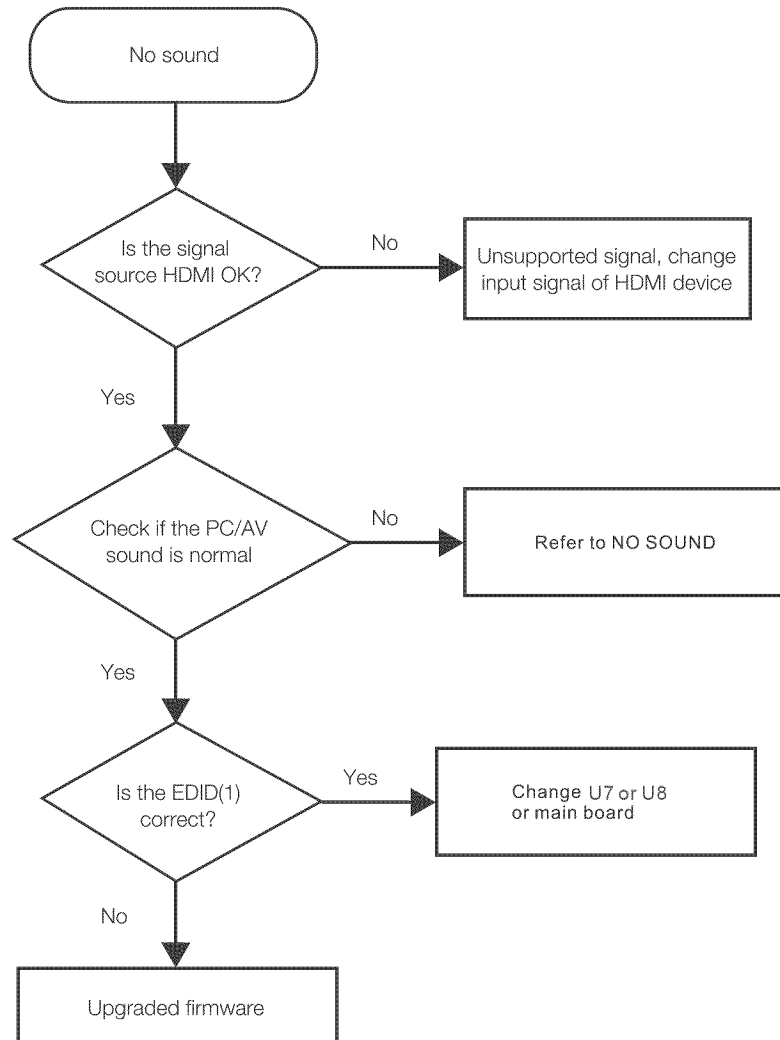 No sound
Is the signal
source HDMI OK?
No
Unsupported signal, change
input signal of HDMI device
Yes
Check if the PC/AV
sound is normal
No
Refer to NO SOUND
Yes
Is the EDID(1)
correct?
Yes
Change U7 or U8
or main board
No
Upgraded firmware